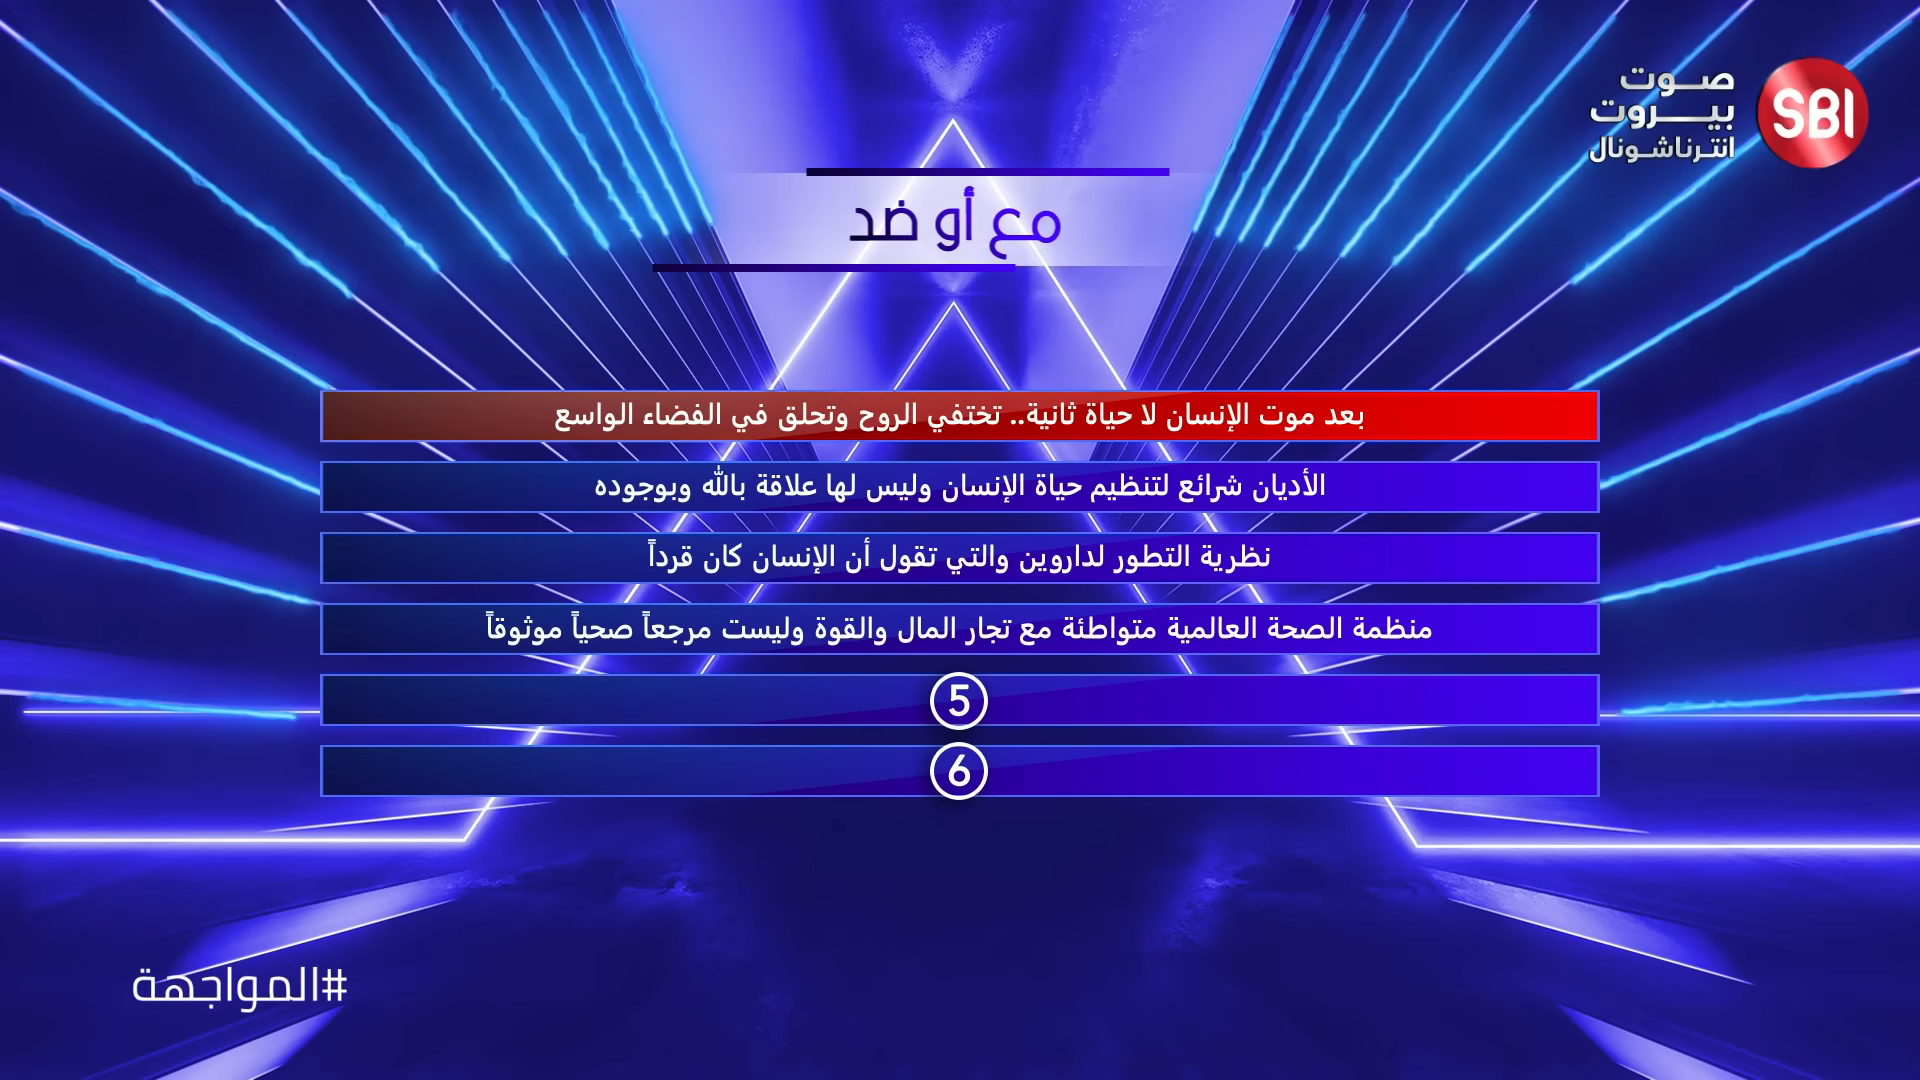 صوت
بيروت
انترناشونال
SBI
مع أو ضد
بعد موت الإنسان لا حياة ثانية.. تختفي الروح وتحلق في الفضاء الواسع
الأديان شرائع لتنظيم حياة الإنسان وليس لها علاقة بالله وبوجوده
نظرية التطور لداروين والتي تقول أن الإنسان كان قرداً
منظمة الصحة العالمية متواطئة مع تجار المال والقوة وليست مرجعاً صحياً موثوقاً
5
6
#المواجهة